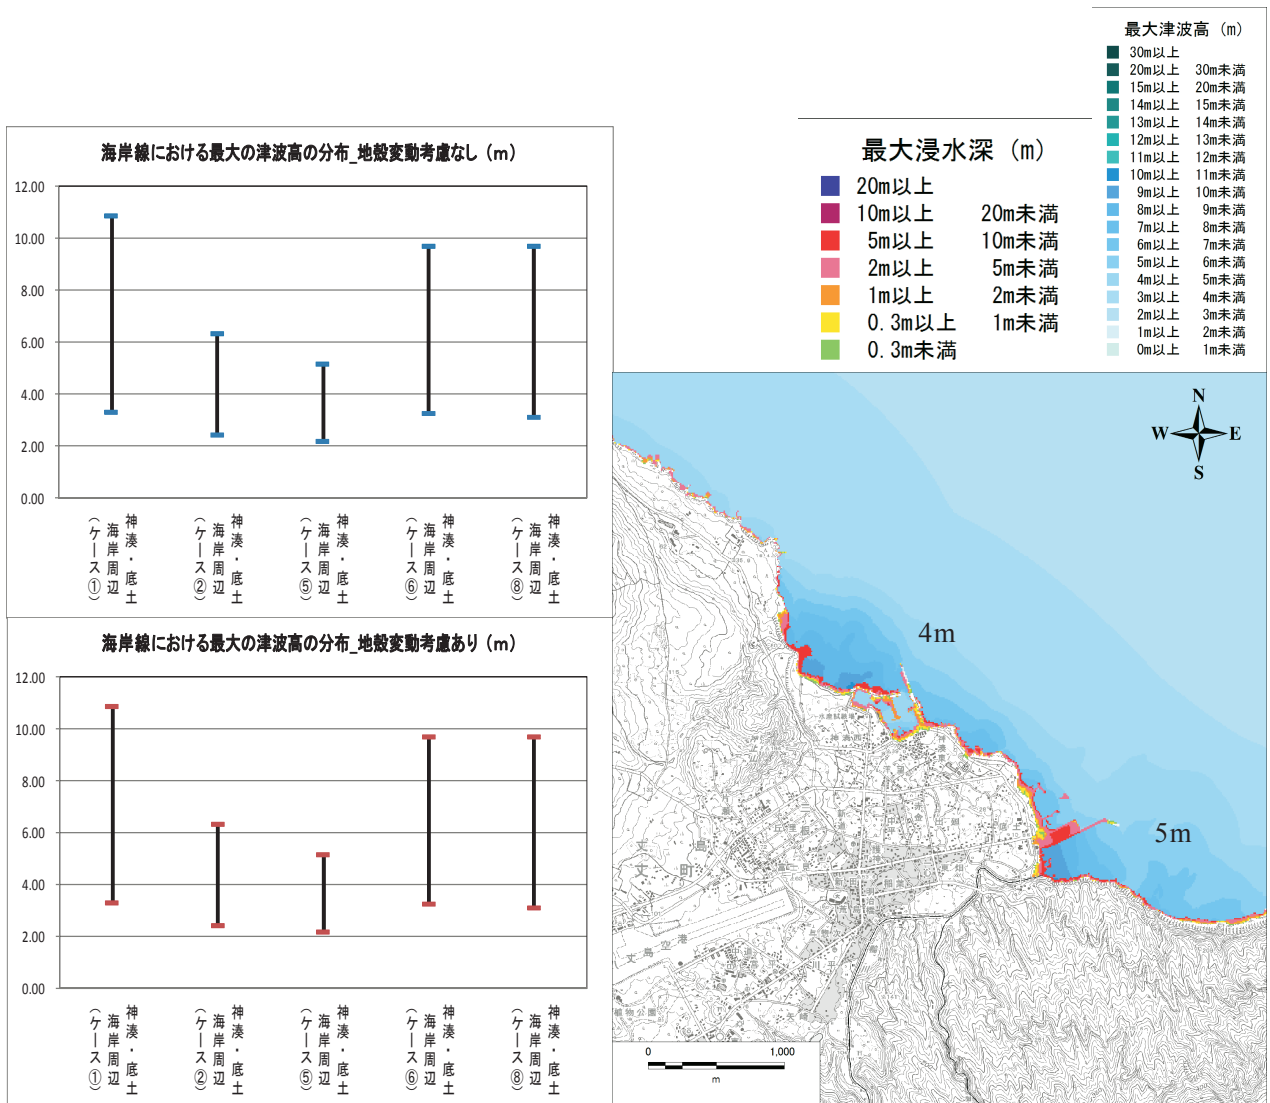 海岸線における最大の津波高の分布_地殻変動考慮なし（m）
12.00
10.00
8.00
6.00
4.00
2.00
0.00
神湊・底土
海岸周辺
（ケース①）
神湊・底土
海岸周辺
（ケース②）
神湊・底土
海岸周辺
（ケース⑤）
神湊・底土
海岸周辺
（ケース⑥）
神湊・底土
海岸周辺
（ケース⑧）
海岸線における最大の津波高の分布_地殻変動考慮あり（m）
12.00
10.00
8.00
6.00
4.00
2.00
0.00
神湊・底土
海岸周辺
（ケース①）
神湊・底土
海岸周辺
（ケース②）
神湊・底土
海岸周辺
（ケース⑤）
神湊・底土
海岸周辺
（ケース⑥）
神湊・底土
海岸周辺
（ケース⑧）
最大浸水深（m）
20m以上
10m以上 20m未満
5m以上 10m未満
2m以上 5m未満
1m以上 2m未満
0.3m以上 1m未満
0.3m未満
最大津波高（m）
30m以上
20m以上 30m未満
15m以上 20m未満
14m以上 15m未満
13m以上 14m未満
12m以上 13m未満
11m以上 12m未満
10m以上 11m未満
9m以上 10m未満
8m以上 9m未満
7m以上 8m未満
6m以上 7m未満
5m以上 6m未満
4m以上 5m未満
3m以上 4m未満
2m以上 3m未満
1m以上 2m未満
0m以上 1m未満
N
W E
S
4m
5m
水産試験場
丈島
丈町
丈島空港
植物公園
0 1,000
m